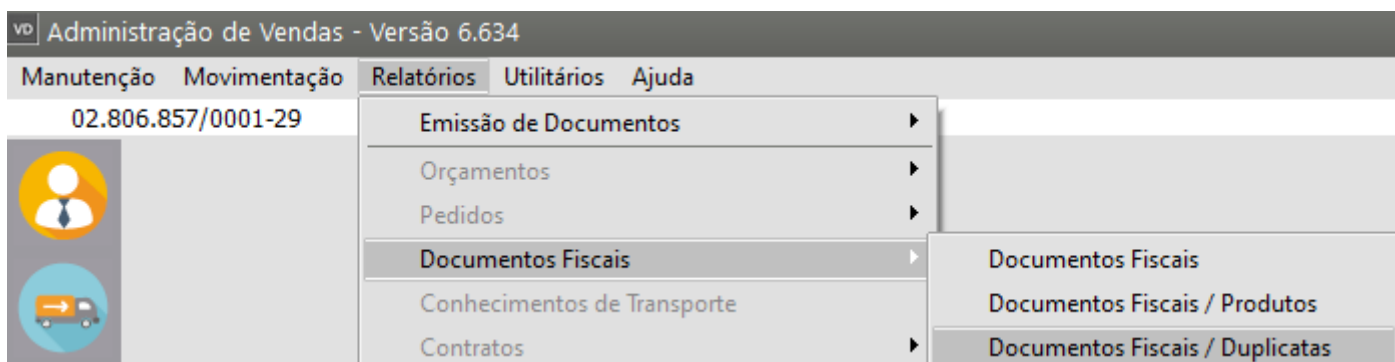 VD Administração de Vendas - Versão 6.634
Manutenção Movimentação Relatórios Utilitários Ajuda
02.806.857/0001-29
Emissão de Documentos
Orçamentos
Pedidos
Documentos Fiscais
Conhecimentos de Transporte
Contratos
Documentos Fiscais
Documentos Fiscais / Produtos
Documentos Fiscais / Duplicatas